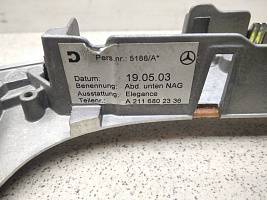 Pers.nr.: 5186/A*
Datum: 19.05.03
Benennung: Abd. unten NAG
Ausstattung: Elegance
Teilenr.: A 211 680 23 36